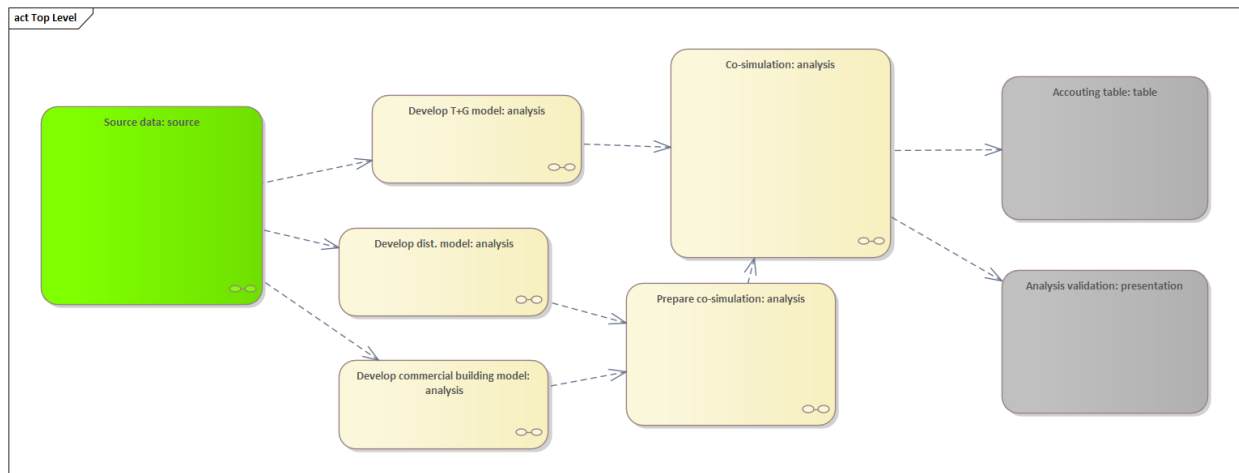 act Top Level
Source data: source
Develop T+G model: analysis
Develop dist. model: analysis
Develop commercial building model:
analysis
Co-simulation: analysis
Prepare co-simulation: analysis
Accouting table: table
Analysis validation: presentation